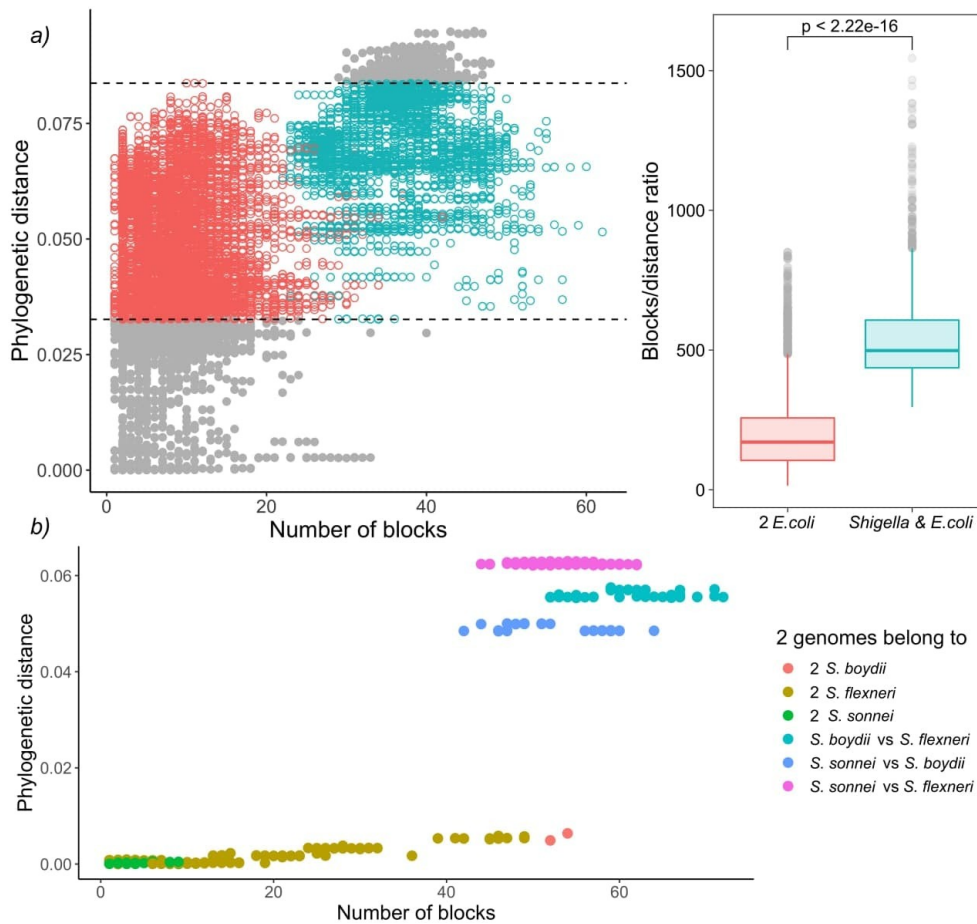 a)
Phylogenetic distance
0.075
0.050
0.025
0.000
0
20
40
60
Number of blocks
p < 2.22e-16
Blocks/distance ratio
1500
1000
500
0
2 E.coli
Shigella & E.coli
b)
Phylogenetic distance
0.06
0.04
0.02
0.00
0
20
40
60
Number of blocks
2 genomes belong to
2 S. boydii
2 S. flexneri
2 S. sonnei
S. boydii vs S. flexneri
S. sonnei vs S. boydii
S. sonnei vs S. flexneri